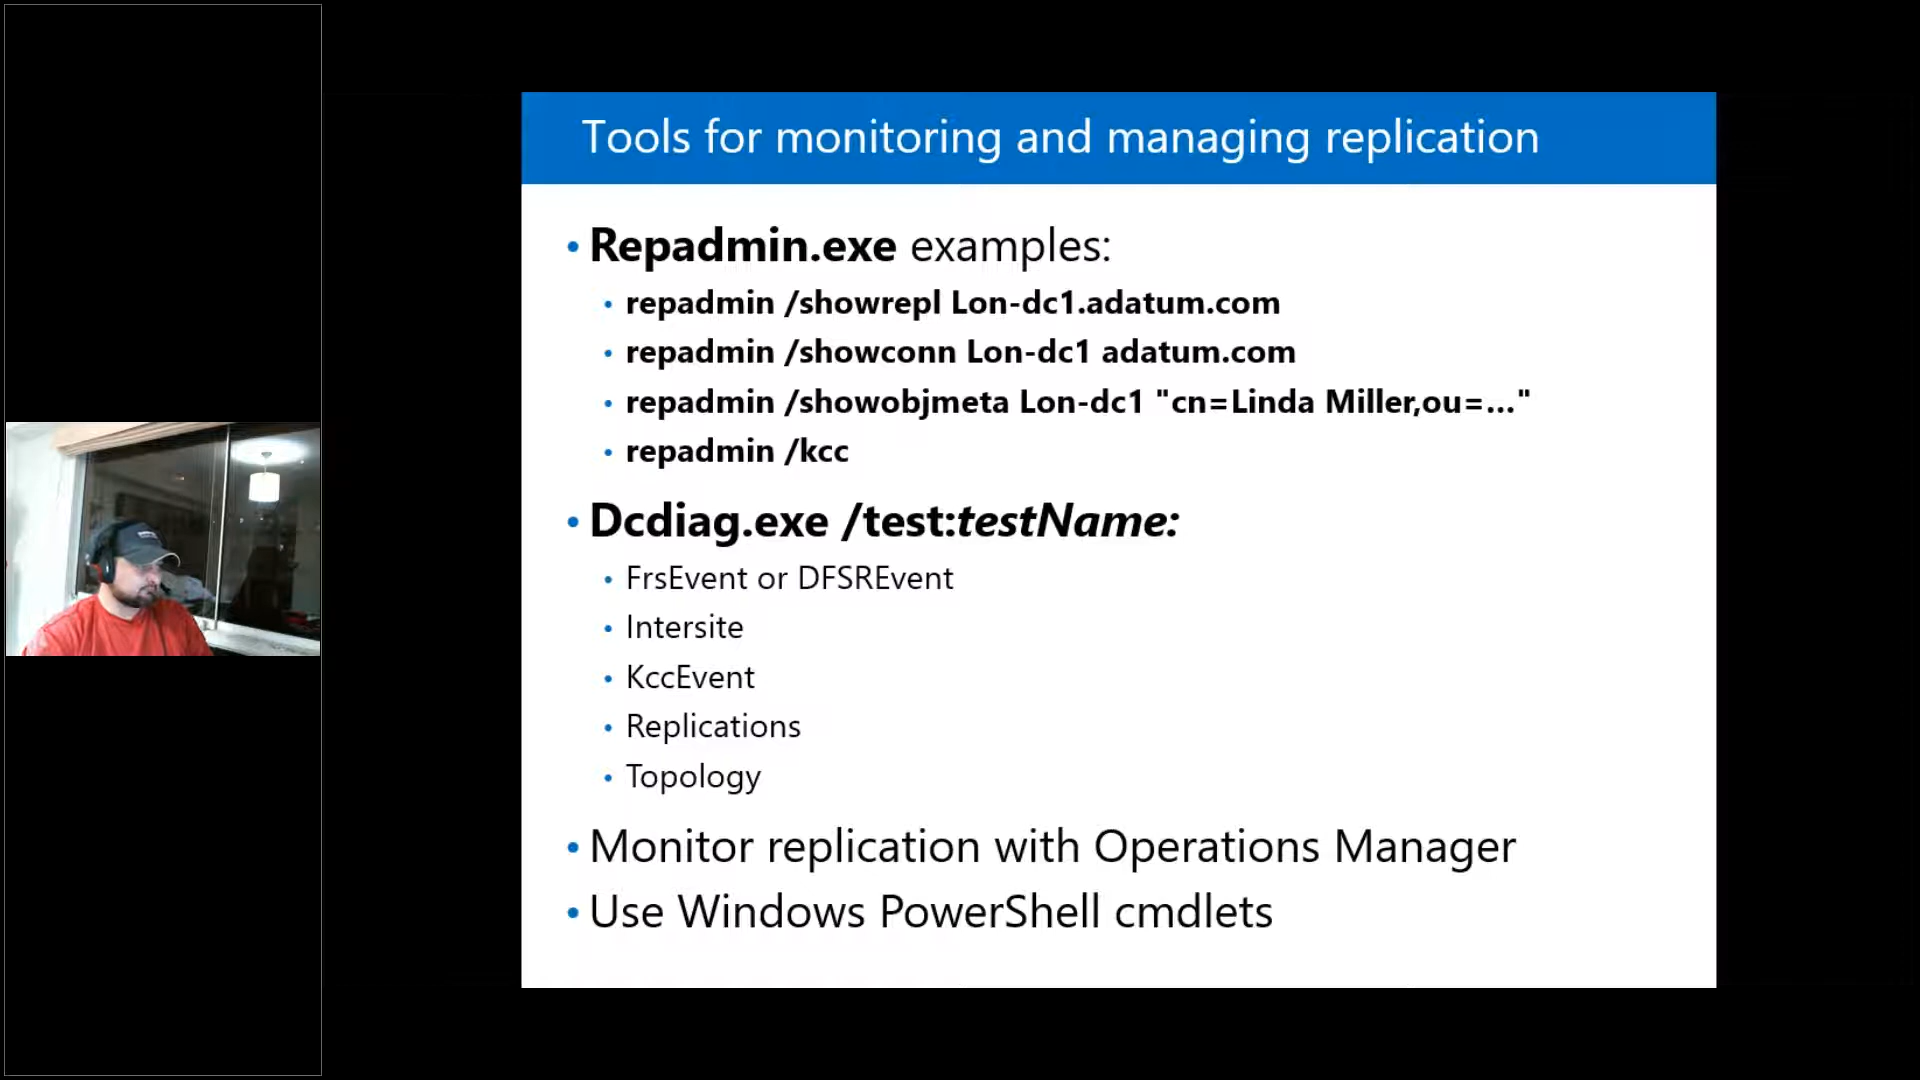 Tools for monitoring and managing replication
• Repadmin.exe examples:
• repadmin /showrepl Lon-dc1.adatum.com
• repadmin /showconn Lon-dc1 adatum.com
• repadmin /showobjmeta Lon-dc1 "cn=Linda Miller,ou=..."
• repadmin /kcc
• Dcdiag.exe /test:testName:
• FrsEvent or DFSREvent
• Intersite
• KccEvent
• Replications
• Topology
• Monitor replication with Operations Manager
• Use Windows PowerShell cmdlets